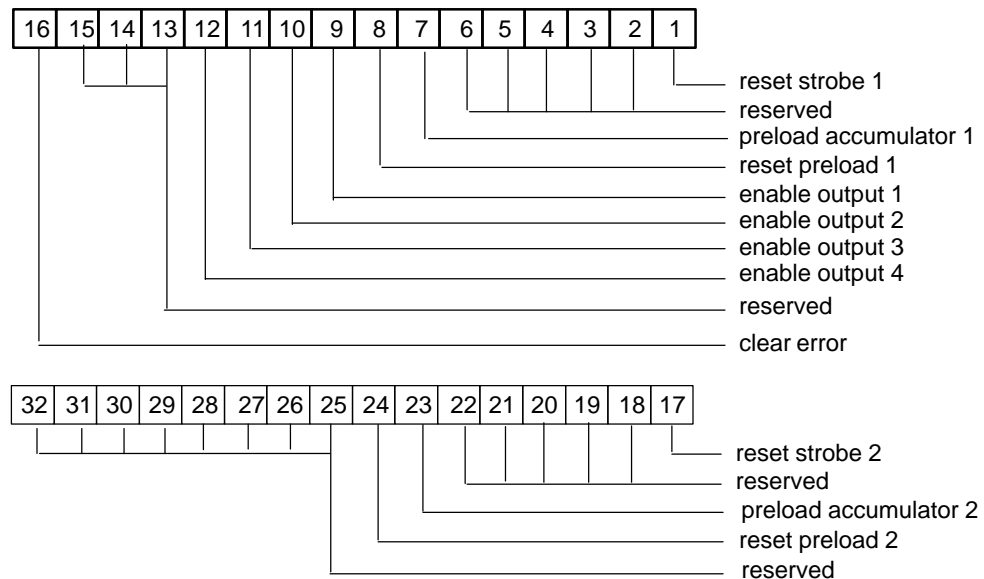 16 15 14 13 12 11 10 9 8 7 6 5 4 3 2 1
reset strobe 1
reserved
preload accumulator 1
reset preload 1
enable output 1
enable output 2
enable output 3
enable output 4
reserved
clear error
32 31 30 29 28 27 26 25 24 23 22 21 20 19 18 17
reset strobe 2
reserved
preload accumulator 2
reset preload 2
reserved